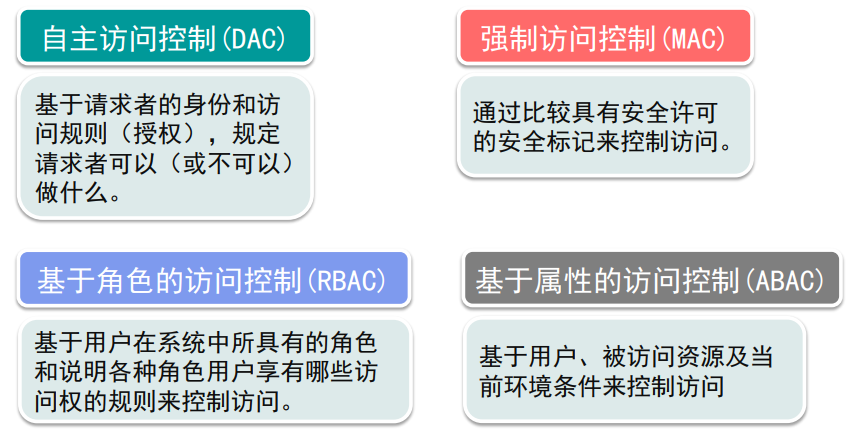 自主访问控制(DAC)
基于请求者的身份和访
问规则（授权），规定
请求者可以（或不可以）
做什么。
强制访问控制(MAC)
通过比较具有安全许可
的安全标记来控制访问。
基于角色的访问控制(RBAC)
基于用户在系统中所具有的角色
和说明各种角色用户享有哪些访
问权的规则来控制访问。
基于属性的访问控制(ABAC)
基于用户、被访问资源及当
前环境条件来控制访问